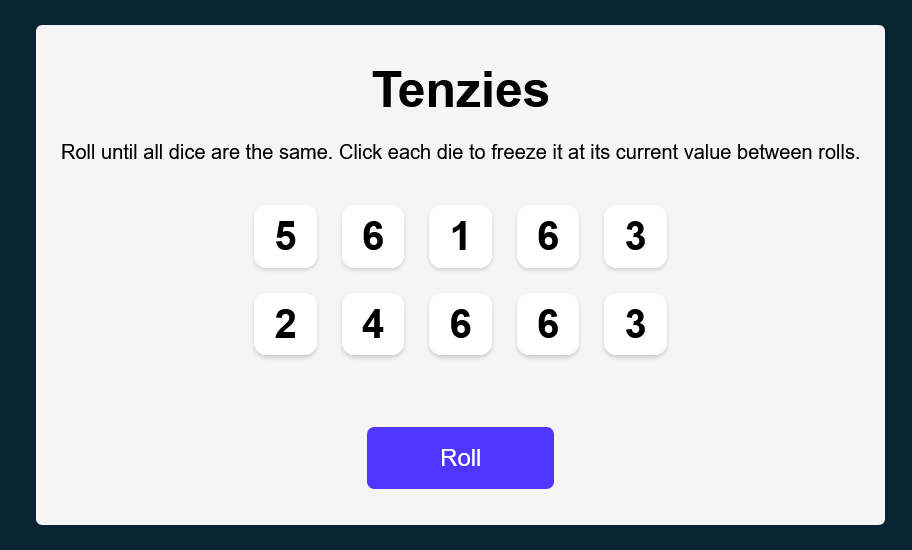 Tenzies
Roll until all dice are the same. Click each die to freeze it at its current value between rolls.
5 6 1 6 3
2 4 6 6 3
Roll